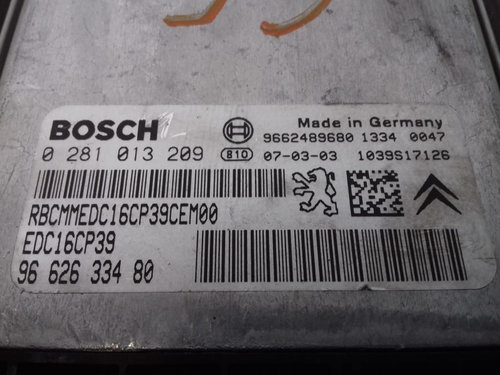 BOSCH
Made in Germany
9662489680 1334 0047
0 281 013 209
B10 07-03-03 1039S17126
RBCMMEDC16CP39CEM00
EDC16CP39
96 626 334 80